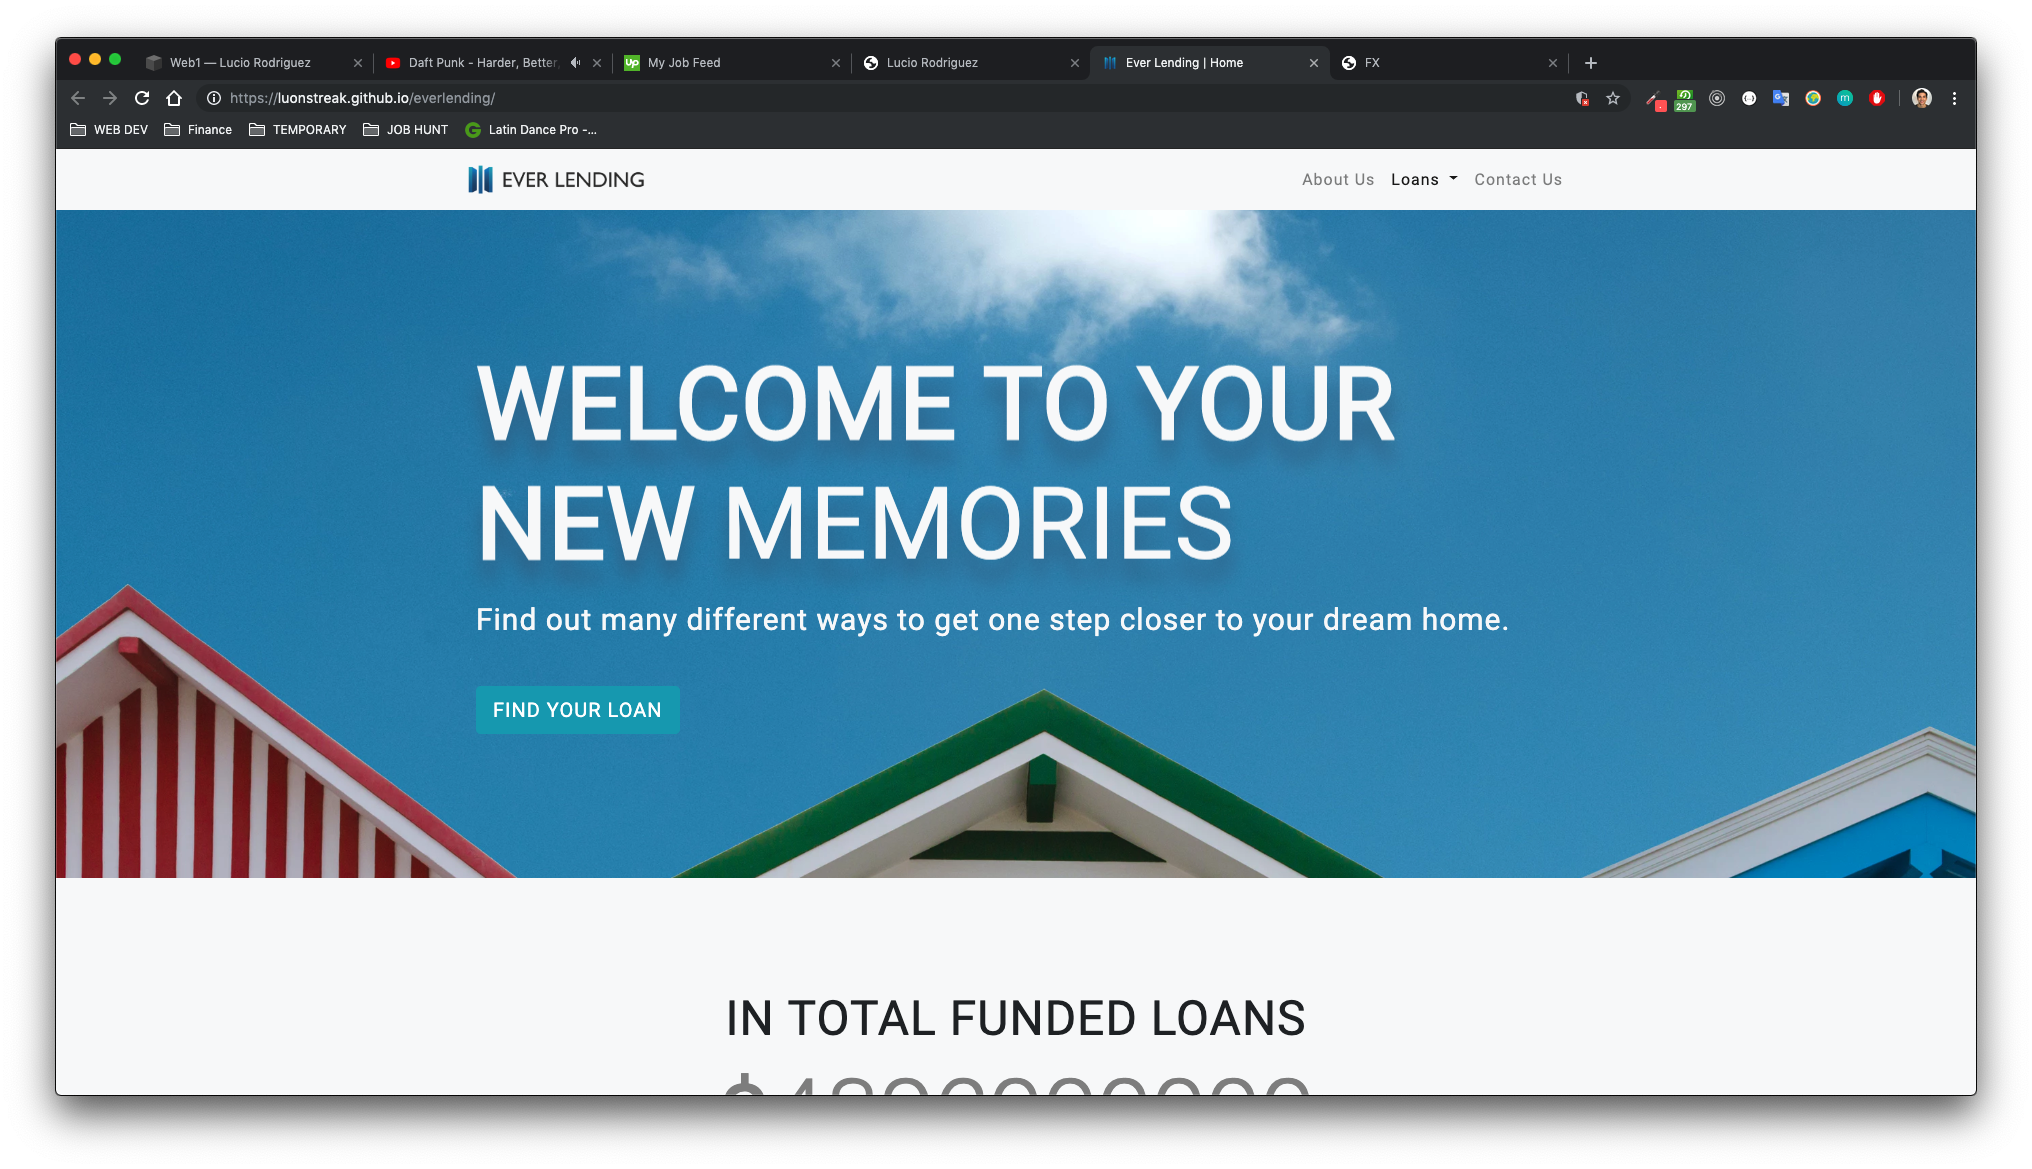 Web1 — Lucio Rodriguez
Daft Punk - Harder, Better,
Up My Job Feed
Lucio Rodriguez
Ever Lending | Home
FX
https://luonstreak.github.io/everlending/
297
m
WEB DEV
Finance
TEMPORARY
JOB HUNT
Latin Dance Pro -...
EVER LENDING
About Us
Loans
Contact Us
WELCOME TO YOUR
NEW MEMORIES
Find out many different ways to get one step closer to your dream home.
FIND YOUR LOAN
IN TOTAL FUNDED LOANS